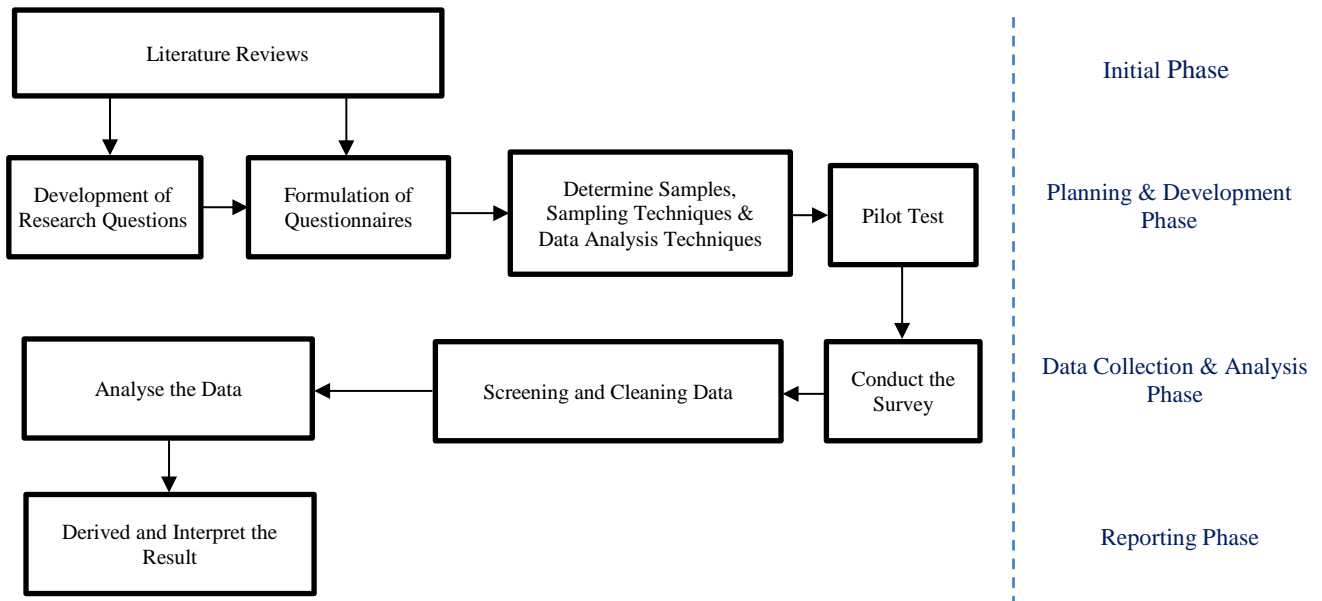 Literature Reviews
Initial Phase
Development of
Research Questions
Formulation of
Questionnaires
Determine Samples,
Sampling Techniques &
Data Analysis Techniques
Pilot Test
Planning & Development
Phase
Analyse the Data
Screening and Cleaning Data
Conduct the
Survey
Data Collection & Analysis
Phase
Derived and Interpret the
Result
Reporting Phase